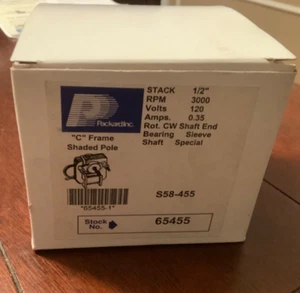 STACK 1/2"
RPM 3000
Volts 120
Amps. 0.35
Rot. CW Shaft End
Bearing Sleeve
Shaft Special
Packard Inc.
"C" Frame
Shaded Pole
S58-455
"65455-1"
Stock No. 65455